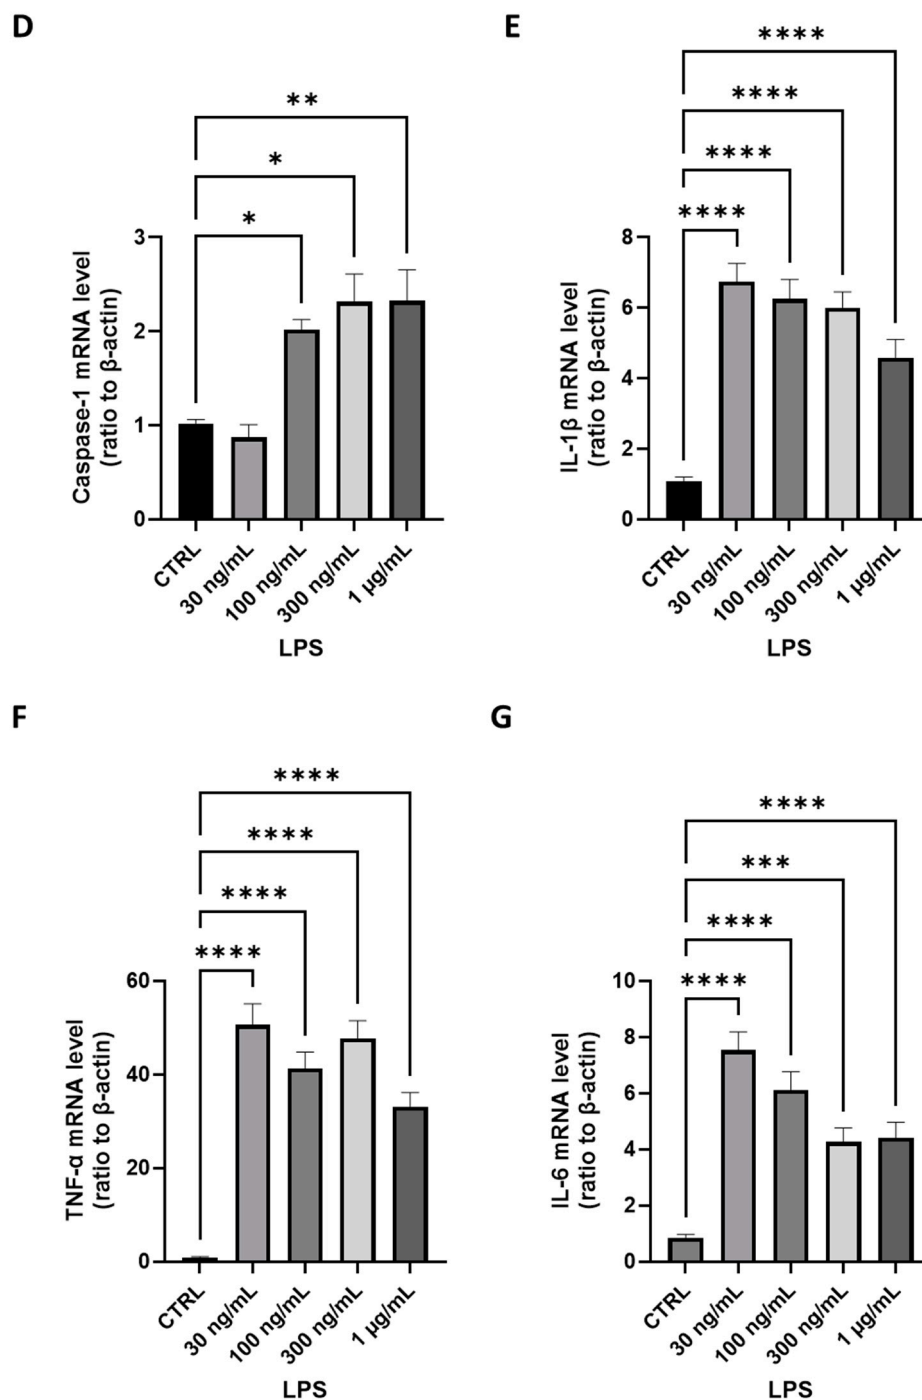 D
**
*
*
Caspase-1 mRNA level
(ratio to β-actin)
3
2
1
0
CTRL
30 ng/mL
100 ng/mL
300 ng/mL
1 µg/mL
LPS
E
****
****
****
****
IL-1β mRNA level
(ratio to β-actin)
8
6
4
2
0
CTRL
30 ng/mL
100 ng/mL
300 ng/mL
1 µg/mL
LPS
F
****
****
****
****
TNF-α mRNA level
(ratio to β-actin)
60
40
20
0
CTRL
30 ng/mL
100 ng/mL
300 ng/mL
1 µg/mL
LPS
G
****
***
****
****
IL-6 mRNA level
(ratio to β-actin)
10
8
6
4
2
0
CTRL
30 ng/mL
100 ng/mL
300 ng/mL
1 µg/mL
LPS